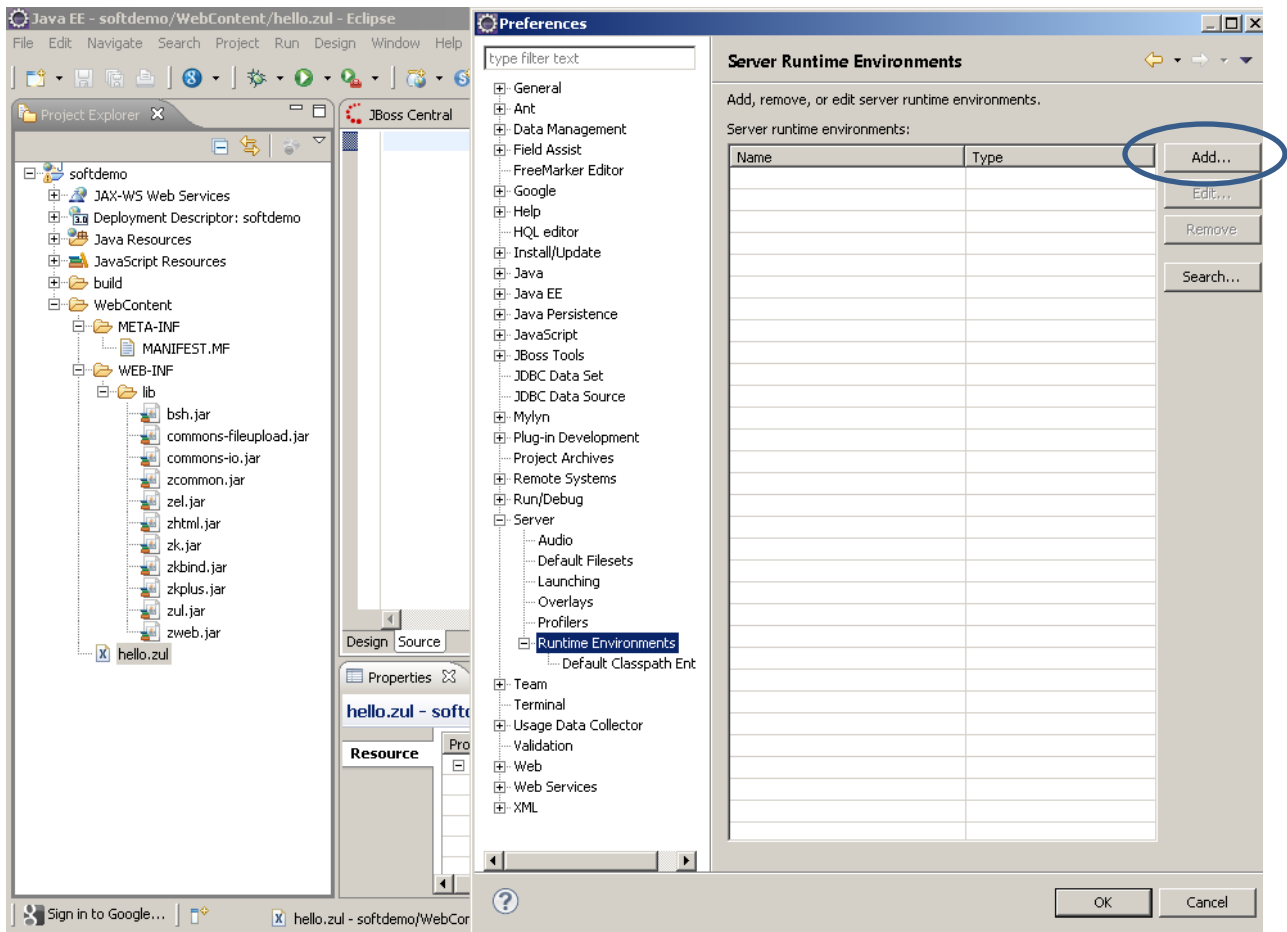 Java EE - softdemo/WebContent/hello.zul - Eclipse
File Edit Navigate Search Project Run Design Window Help
Project Explorer
softdemo
JAX-WS Web Services
3.0 Deployment Descriptor: softdemo
Java Resources
JavaScript Resources
build
WebContent
META-INF
MANIFEST.MF
WEB-INF
lib
bsh.jar
commons-fileupload.jar
commons-io.jar
zcommon.jar
zel.jar
zhtml.jar
zk.jar
zkbind.jar
zkplus.jar
zul.jar
zweb.jar
hello.zul
JBoss Central
Design Source
Properties
hello.zul - softd
Resource
Pro
Sign in to Google...
hello.zul - softdemo/WebCor
Preferences
type filter text
General
Ant
Data Management
Field Assist
FreeMarker Editor
Google
Help
HQL editor
Install/Update
Java
Java EE
Java Persistence
JavaScript
JBoss Tools
JDBC Data Set
JDBC Data Source
Mylyn
Plug-in Development
Project Archives
Remote Systems
Run/Debug
Server
Audio
Default Filesets
Launching
Overlays
Profilers
Runtime Environments
Default Classpath Ent
Team
Terminal
Usage Data Collector
Validation
Web
Web Services
XML
Server Runtime Environments
Add, remove, or edit server runtime environments.
Server runtime environments:
Name Type
Add...
Edit...
Remove
Search...
OK Cancel